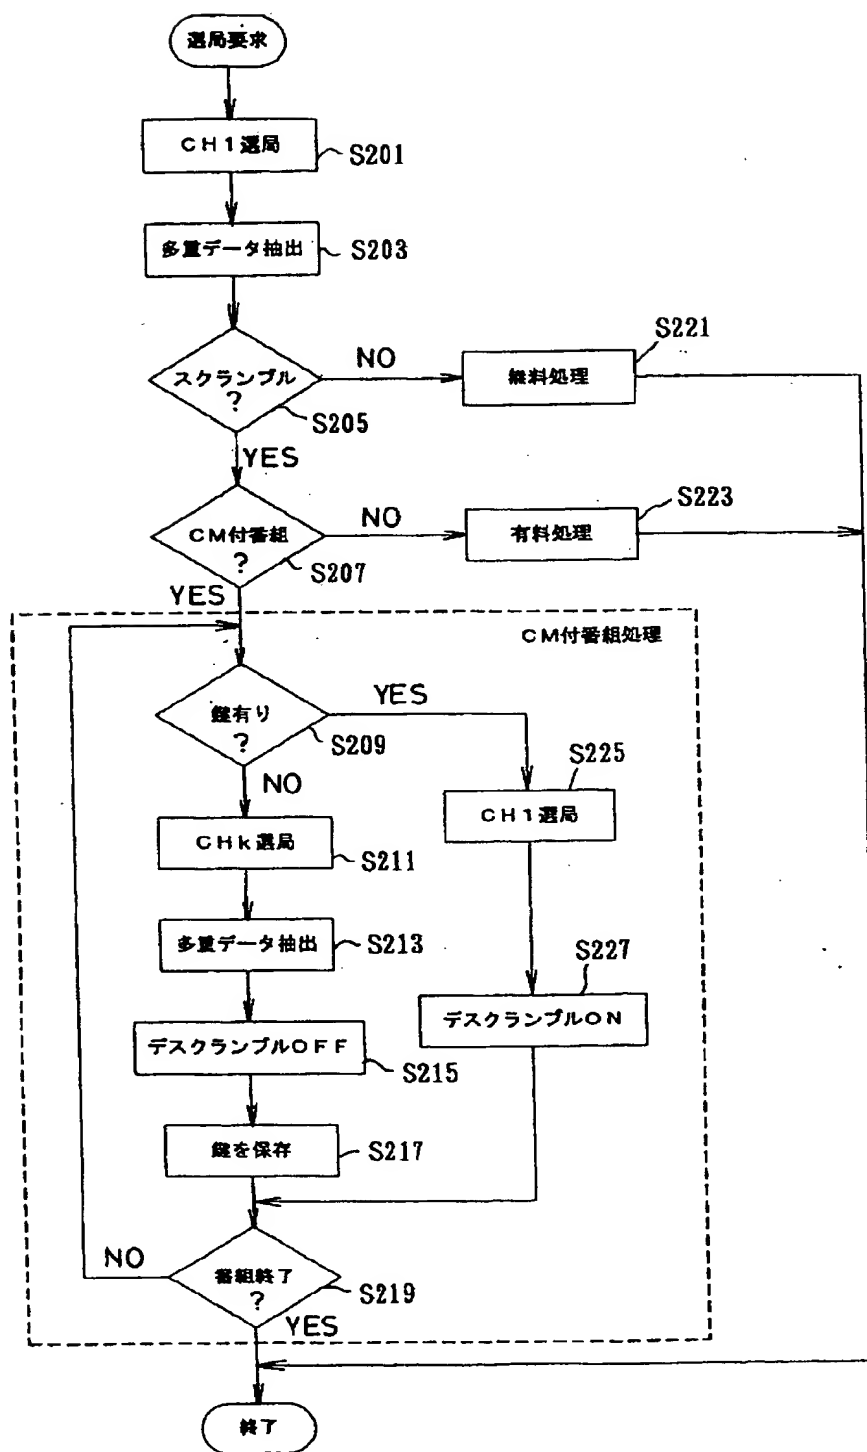 選局要求
CH1選局
S201
多重データ抽出
S203
スクランブル
?
S205
NO
YES
S221
無料処理
CM付番組
?
S207
NO
YES
S223
有料処理
CM付番組処理
鍵有り
?
S209
YES
NO
S225
CH1選局
CHk選局
S211
多重データ抽出
S213
S227
デスクランブルON
デスクランブルOFF
S215
鍵を保存
S217
番組終了
?
S219
NO
YES
終了